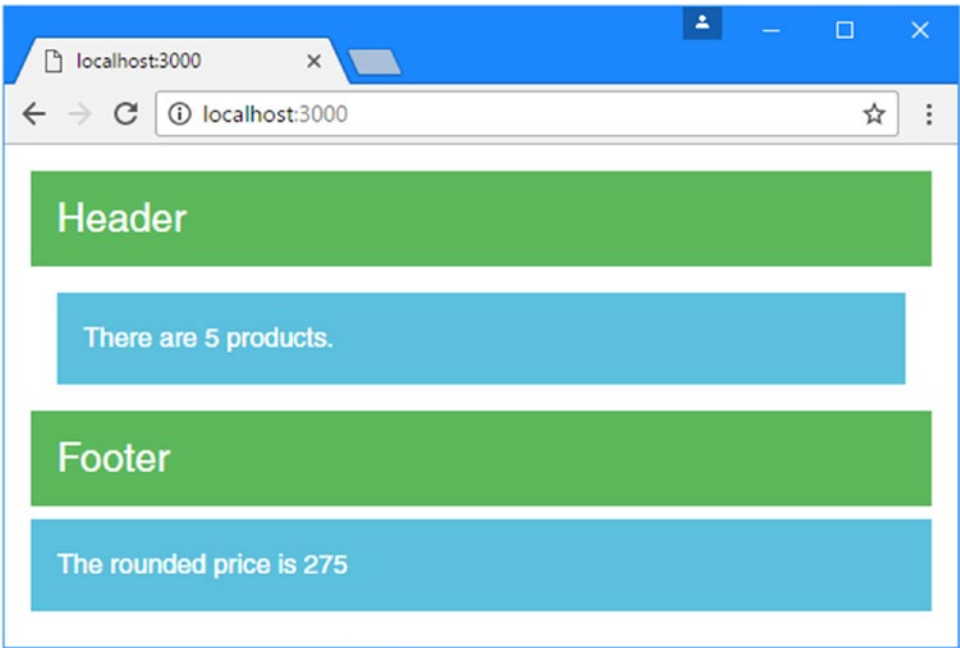 localhost:3000
localhost:3000
Header
There are 5 products.
Footer
The rounded price is 275